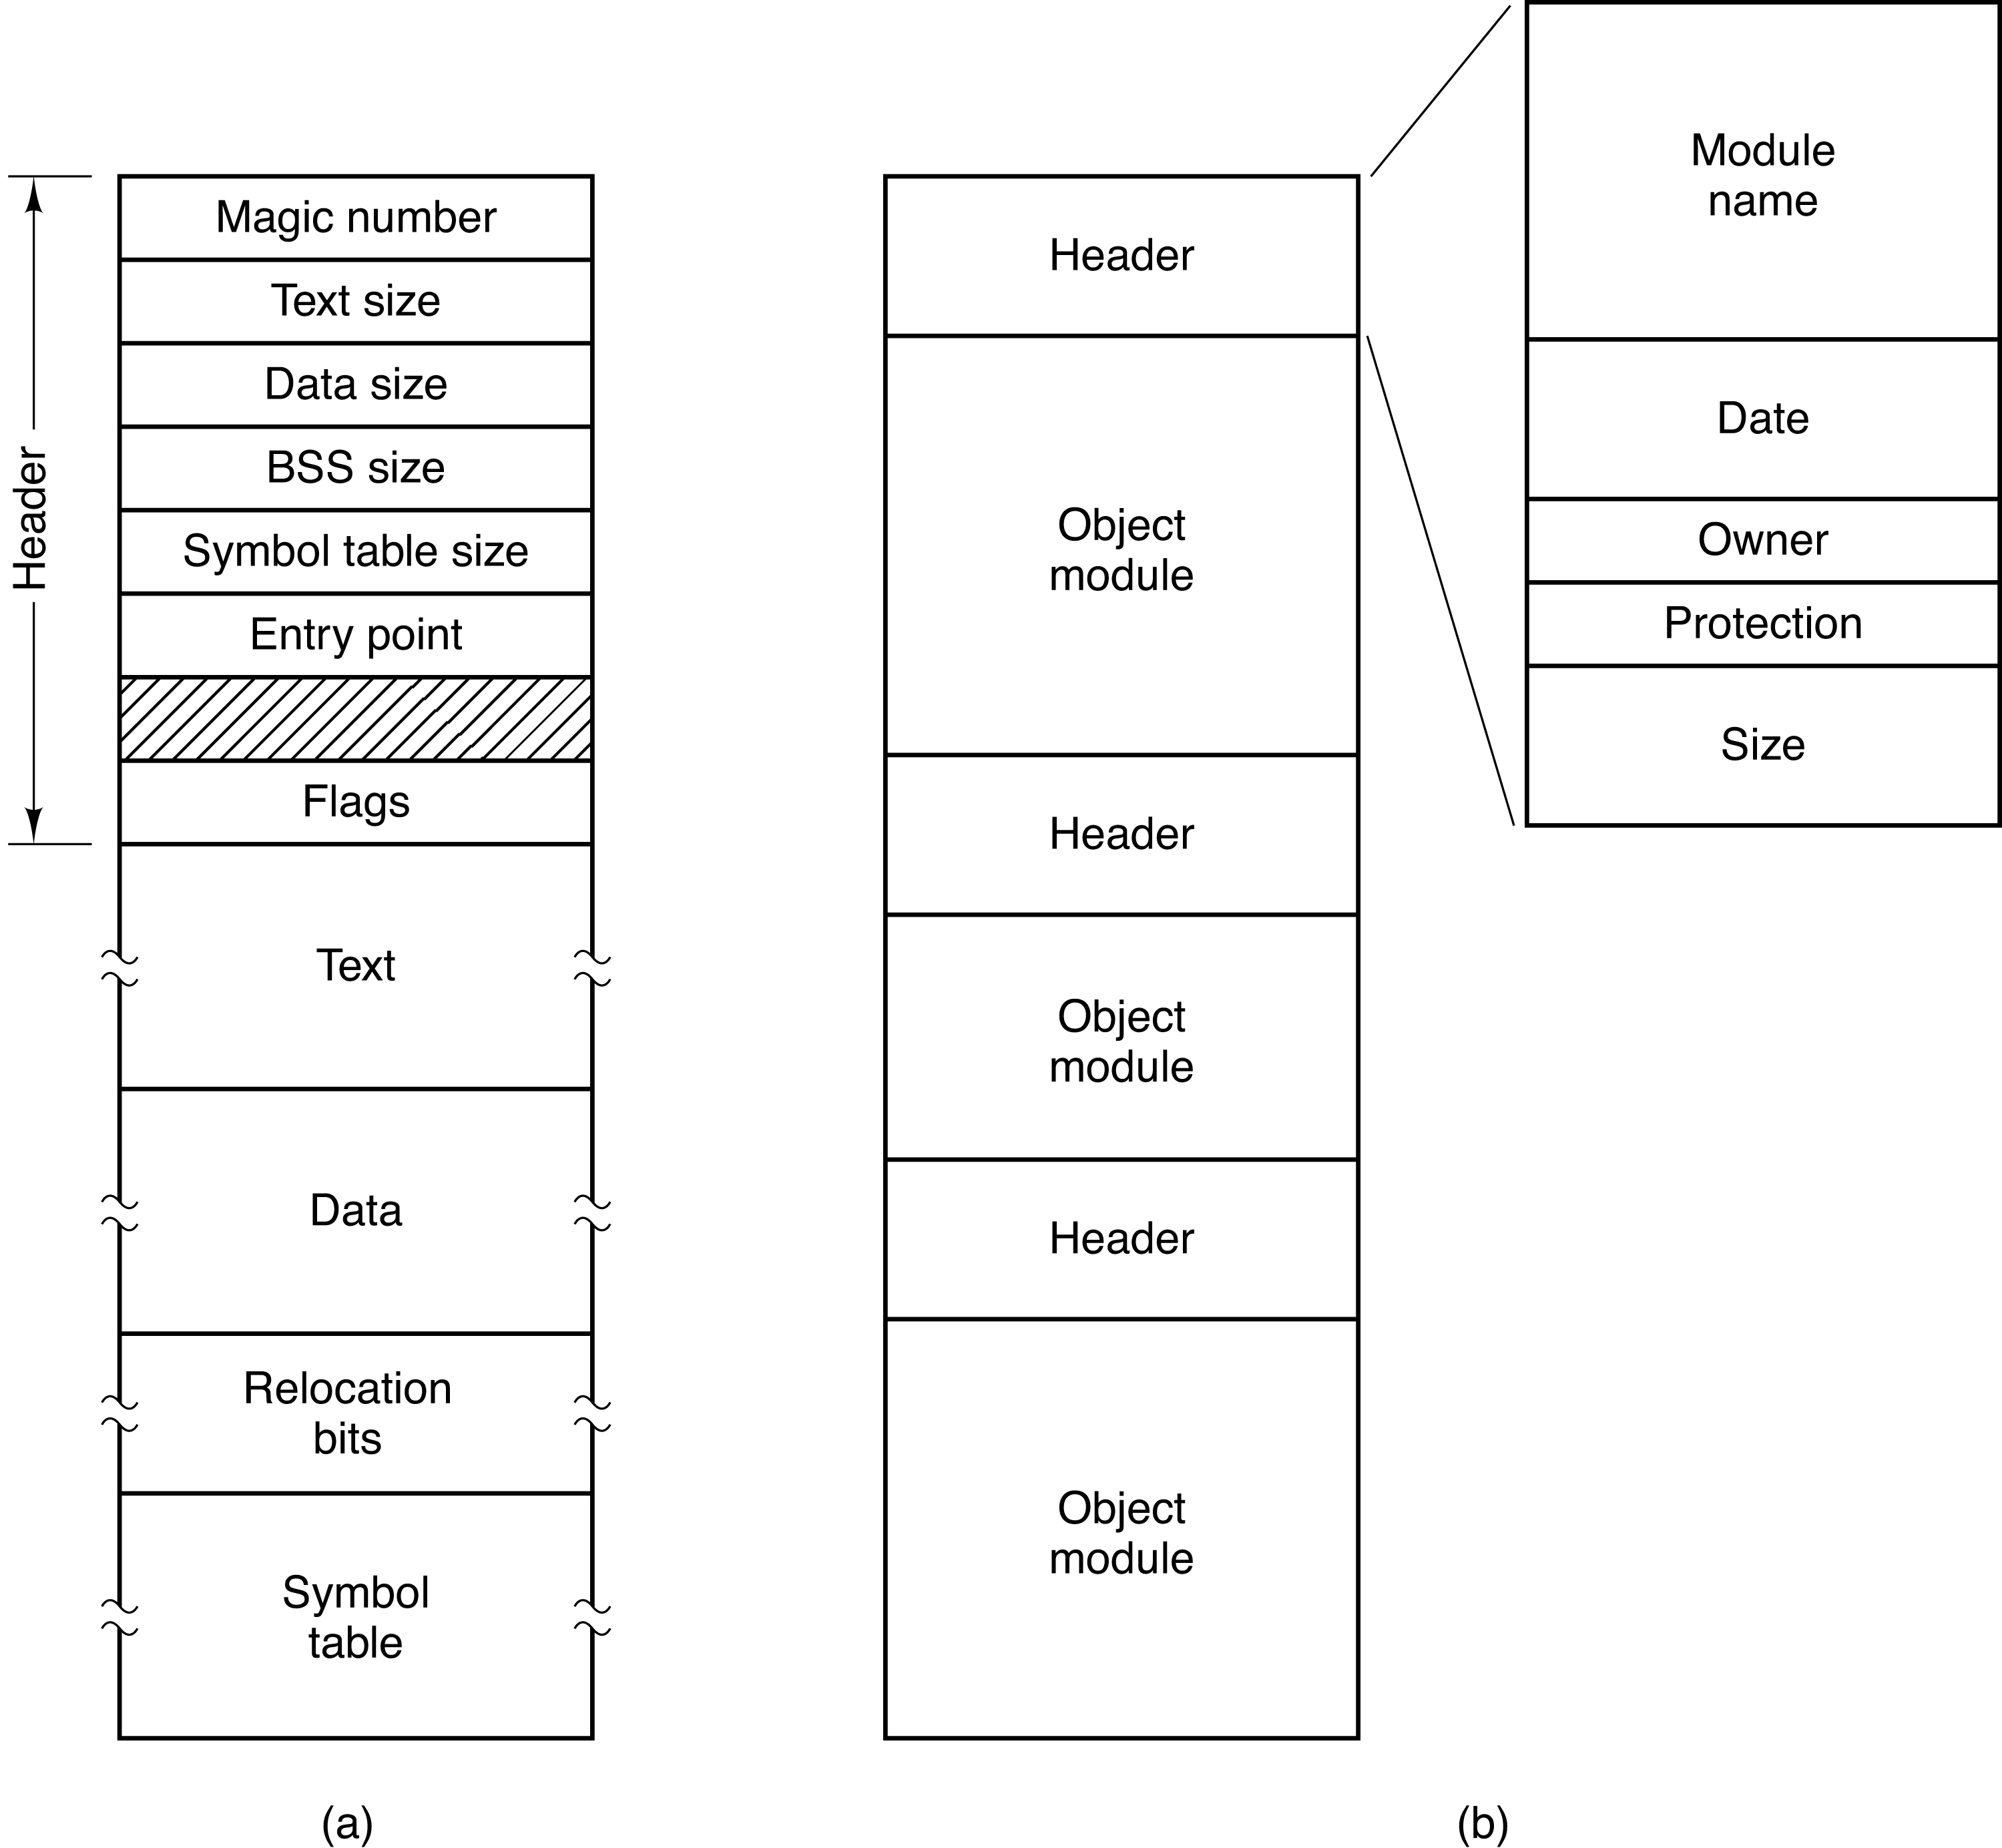 Header
Magic number
Text size
Data size
BSS size
Symbol table size
Entry point
Flags
Text
Data
Relocation
bits
Symbol
table
(a)
Header
Object
module
Header
Object
module
Header
Object
module
Module
name
Date
Owner
Protection
Size
(b)